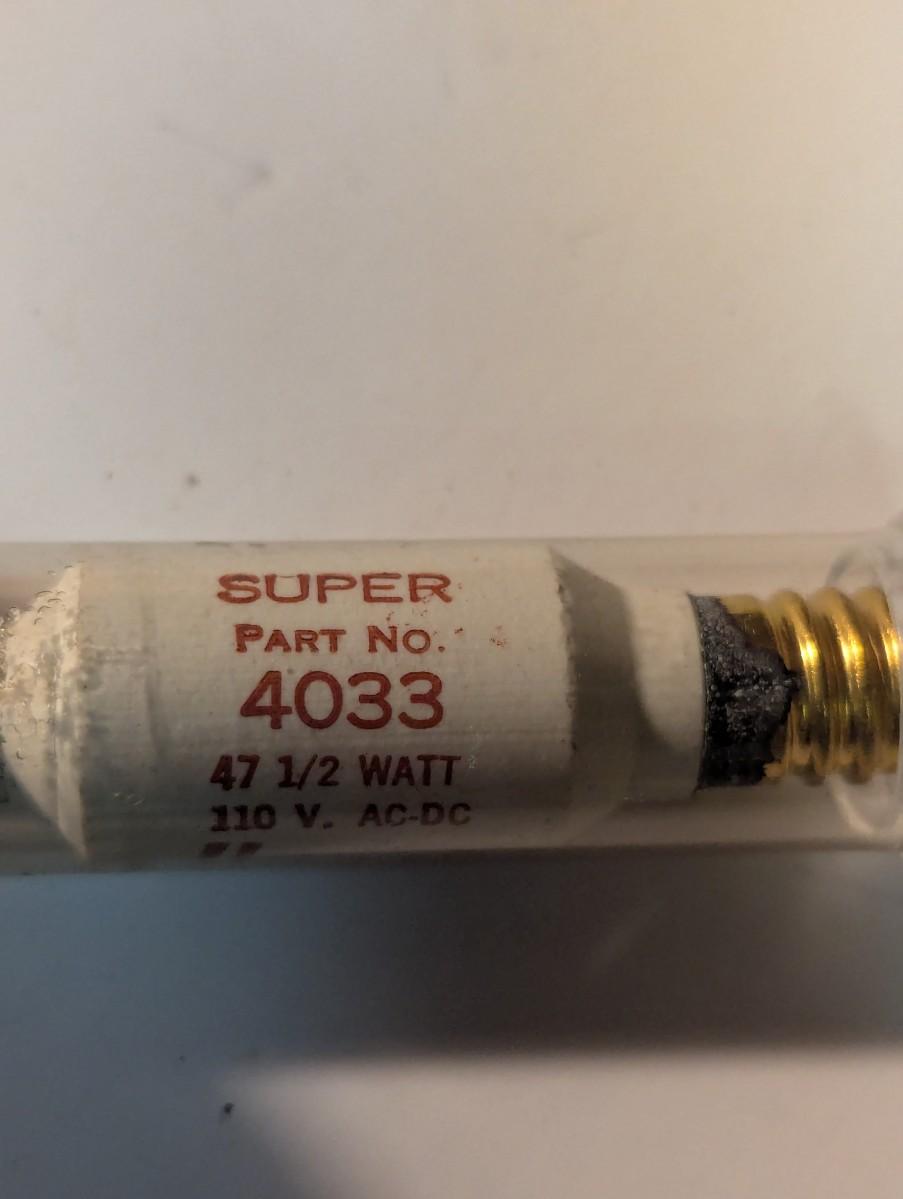 SUPER
PART NO.
4033
47 1/2 WATT
110 V. AC-DC